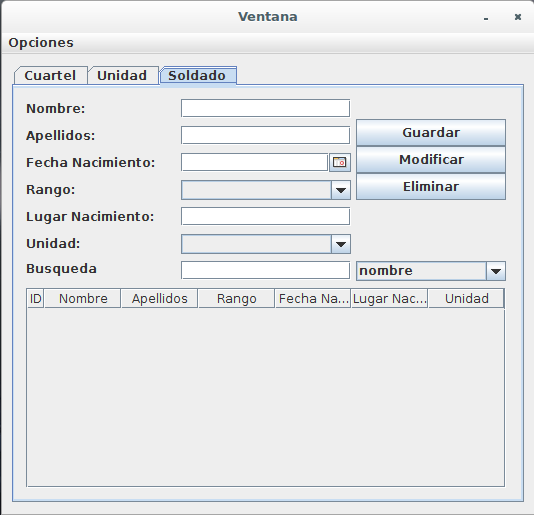 Ventana
Opciones
Cuartel Unidad Soldado
Nombre:
Apellidos:
Guardar
Fecha Nacimiento:
Modificar
Rango:
Eliminar
Lugar Nacimiento:
Unidad:
Busqueda nombre
ID Nombre Apellidos Rango Fecha Na... Lugar Nac... Unidad